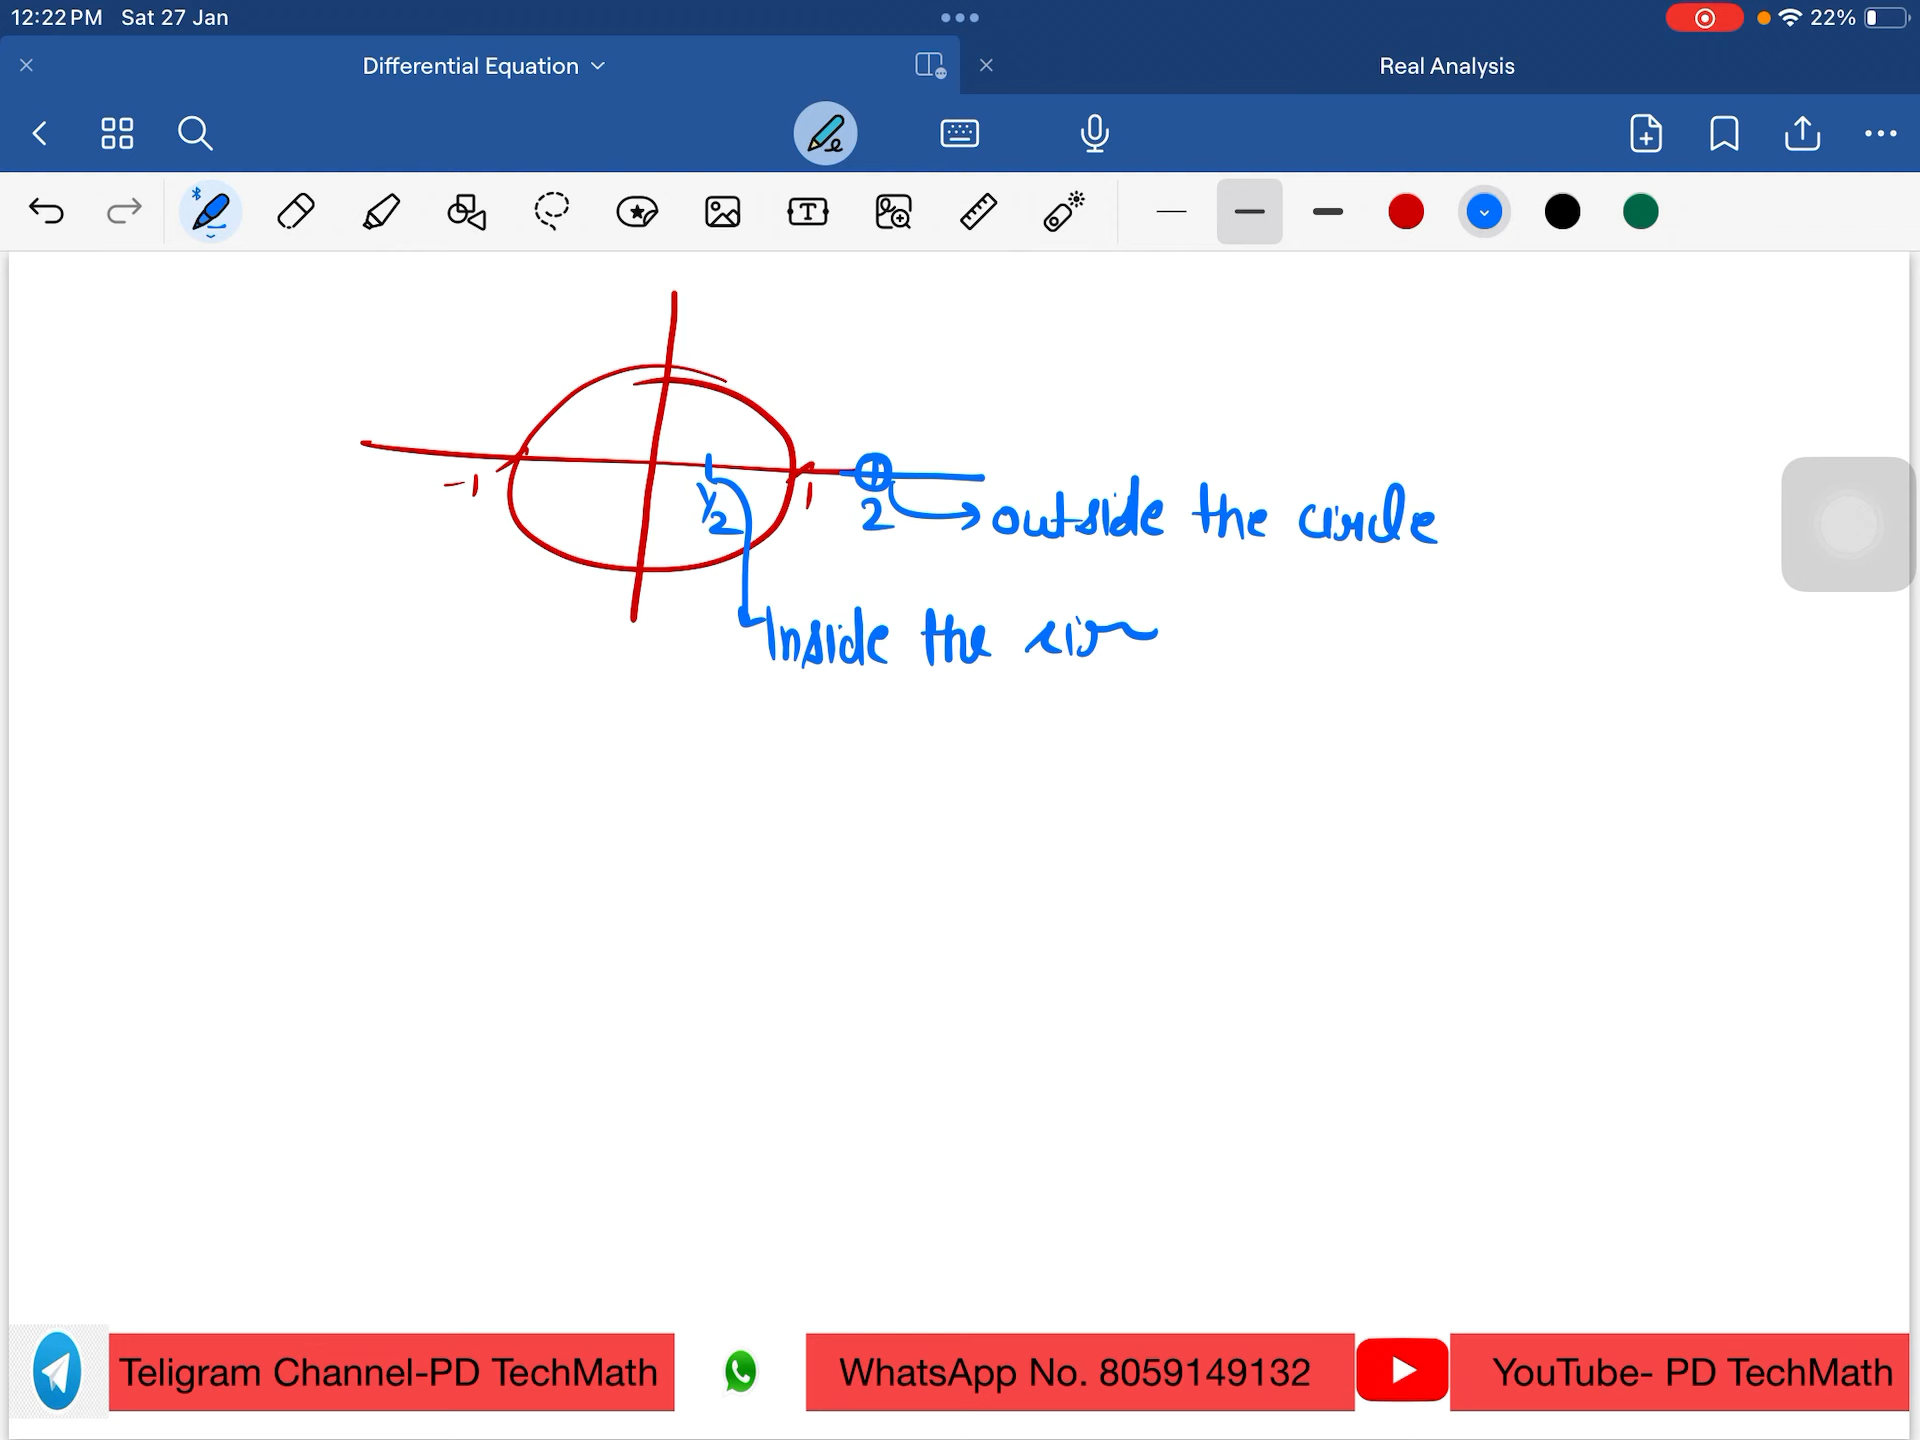 12:22 PM Sat 27 Jan
22%
Differential Equation
Real Analysis
-1
1/2
1
2
outside the circle
Inside the
Teligram Channel-PD TechMath
WhatsApp No. 8059149132
YouTube- PD TechMath